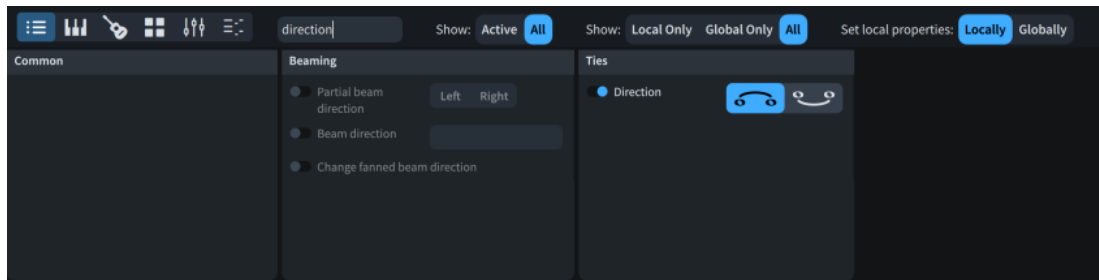 direction
Show: Active All
Show: Local Only Global Only All
Set local properties: Locally Globally
Common
Beaming
Partial beam
direction
Left Right
Beam direction
Change fanned beam direction
Ties
Direction